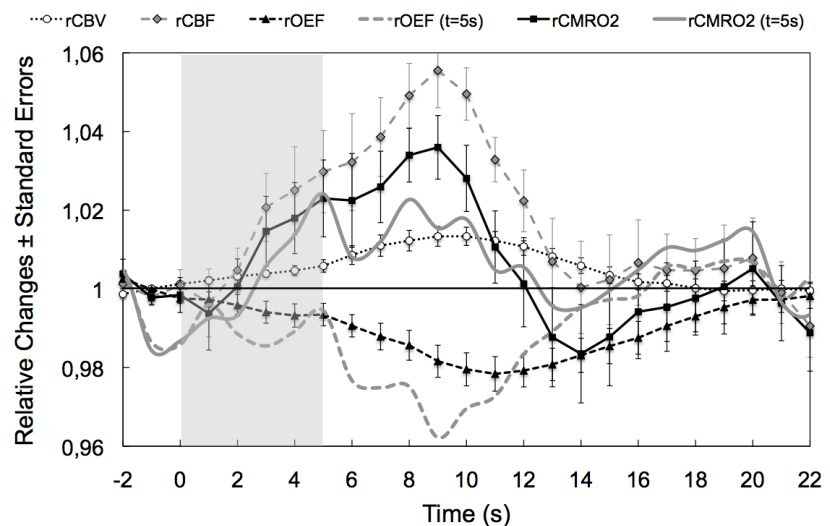 rCBV rCBF rOEF rOEF (t=5s) rCMRO2 rCMRO2 (t=5s)
1,06
1,04
1,02
1
0,98
0,96
Relative Changes ± Standard Errors
-2 0 2 4 6 8 10 12 14 16 18 20 22
Time (s)